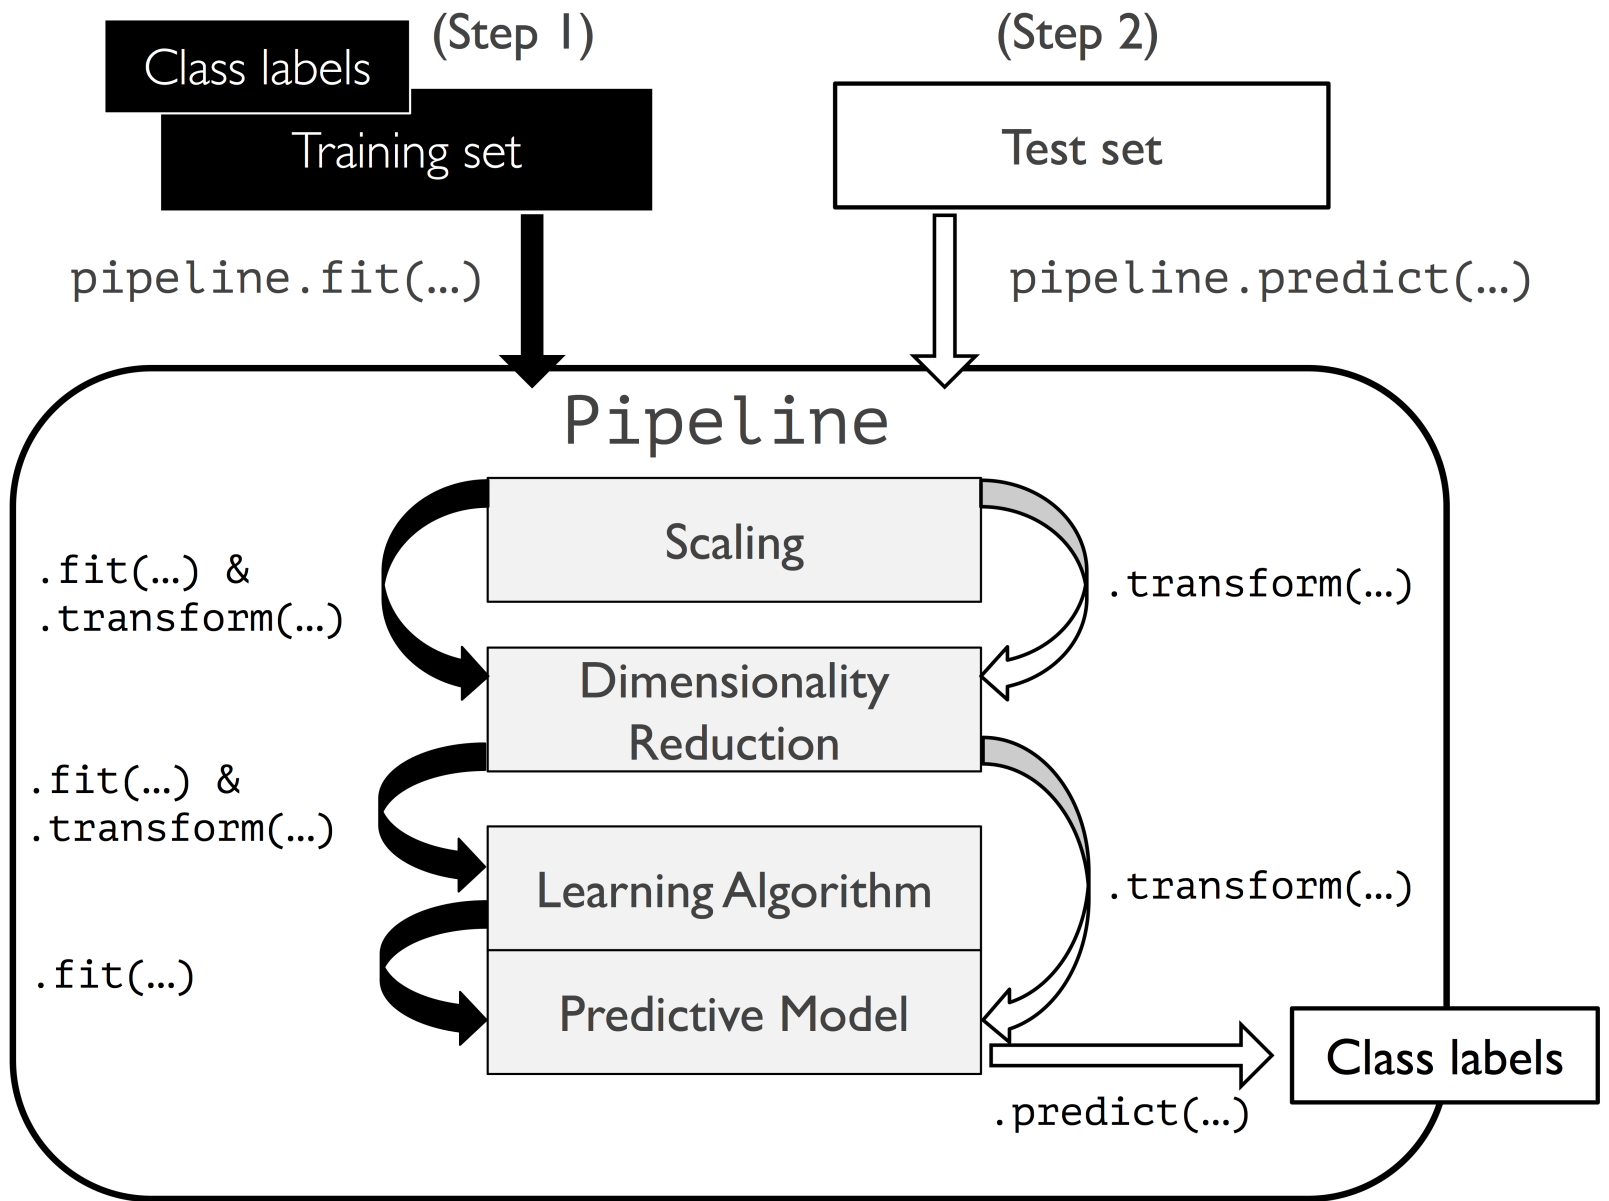 (Step 1)
(Step 2)
Class labels
Training set
Test set
pipeline.fit(…)
pipeline.predict(…)
Pipeline
Scaling
.fit(…) &
.transform(…)
.transform(…)
Dimensionality
Reduction
.fit(…) &
.transform(…)
Learning Algorithm
.transform(…)
.fit(…)
Predictive Model
Class labels
.predict(…)